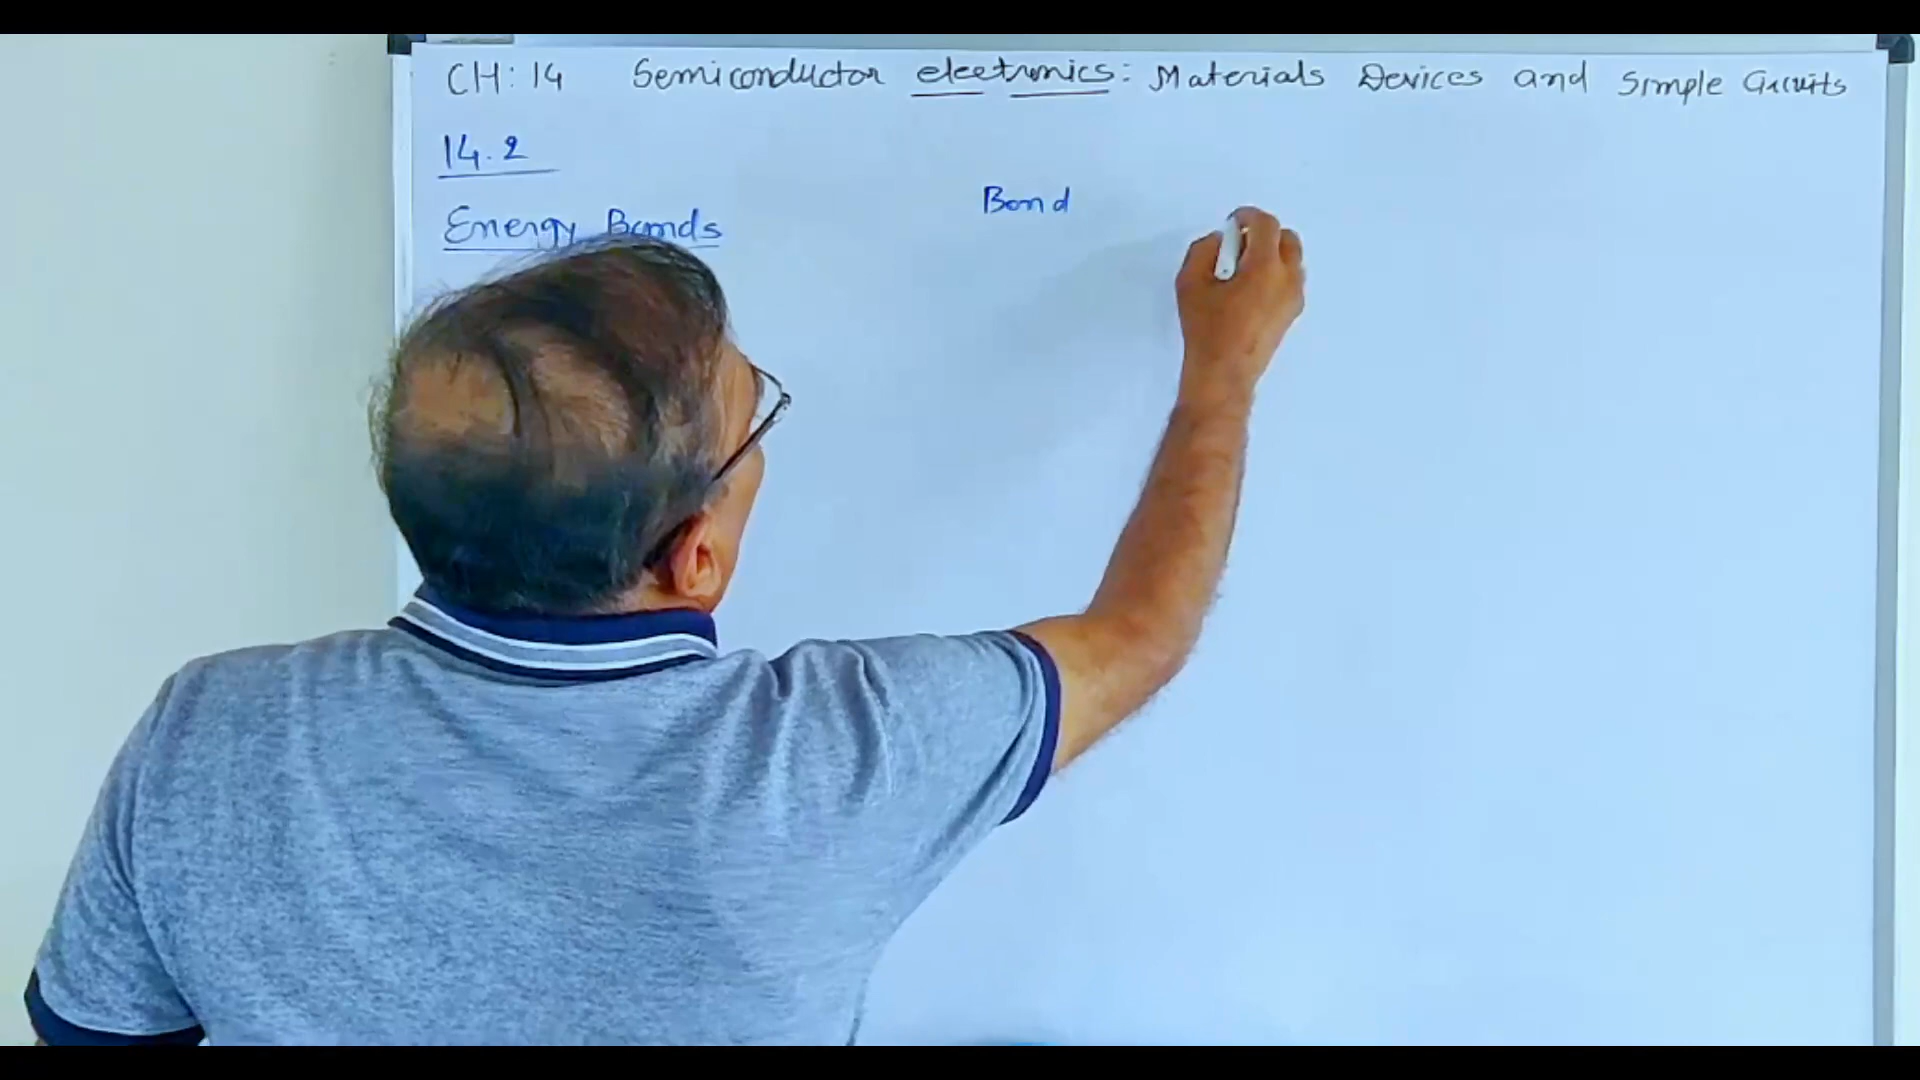 CH: 14 Semiconductor electronics: Materials Devices and Simple Circuits
14.2
Energy Bands
Bond